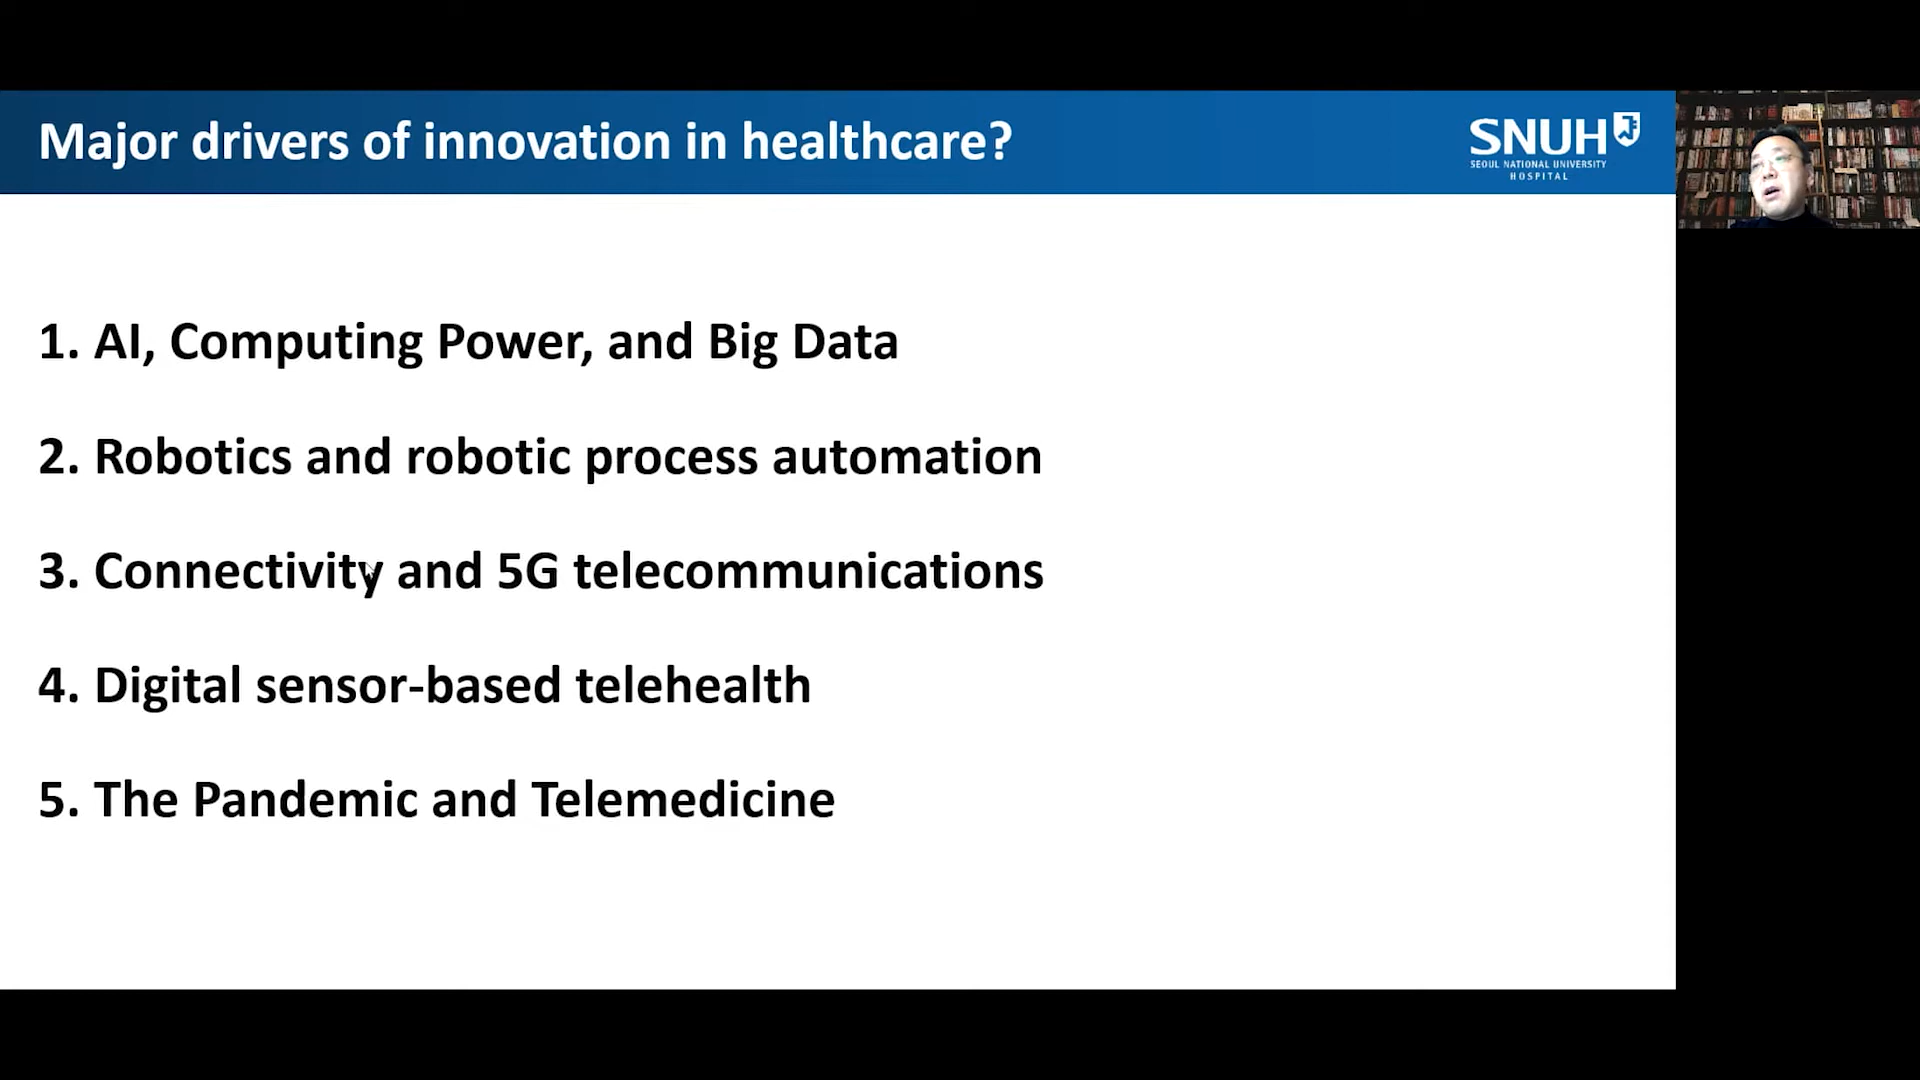 Major drivers of innovation in healthcare?
SNUH
SEOUL NATIONAL UNIVERSITY
HOSPITAL
1. AI, Computing Power, and Big Data
2. Robotics and robotic process automation
3. Connectivity and 5G telecommunications
4. Digital sensor-based telehealth
5. The Pandemic and Telemedicine